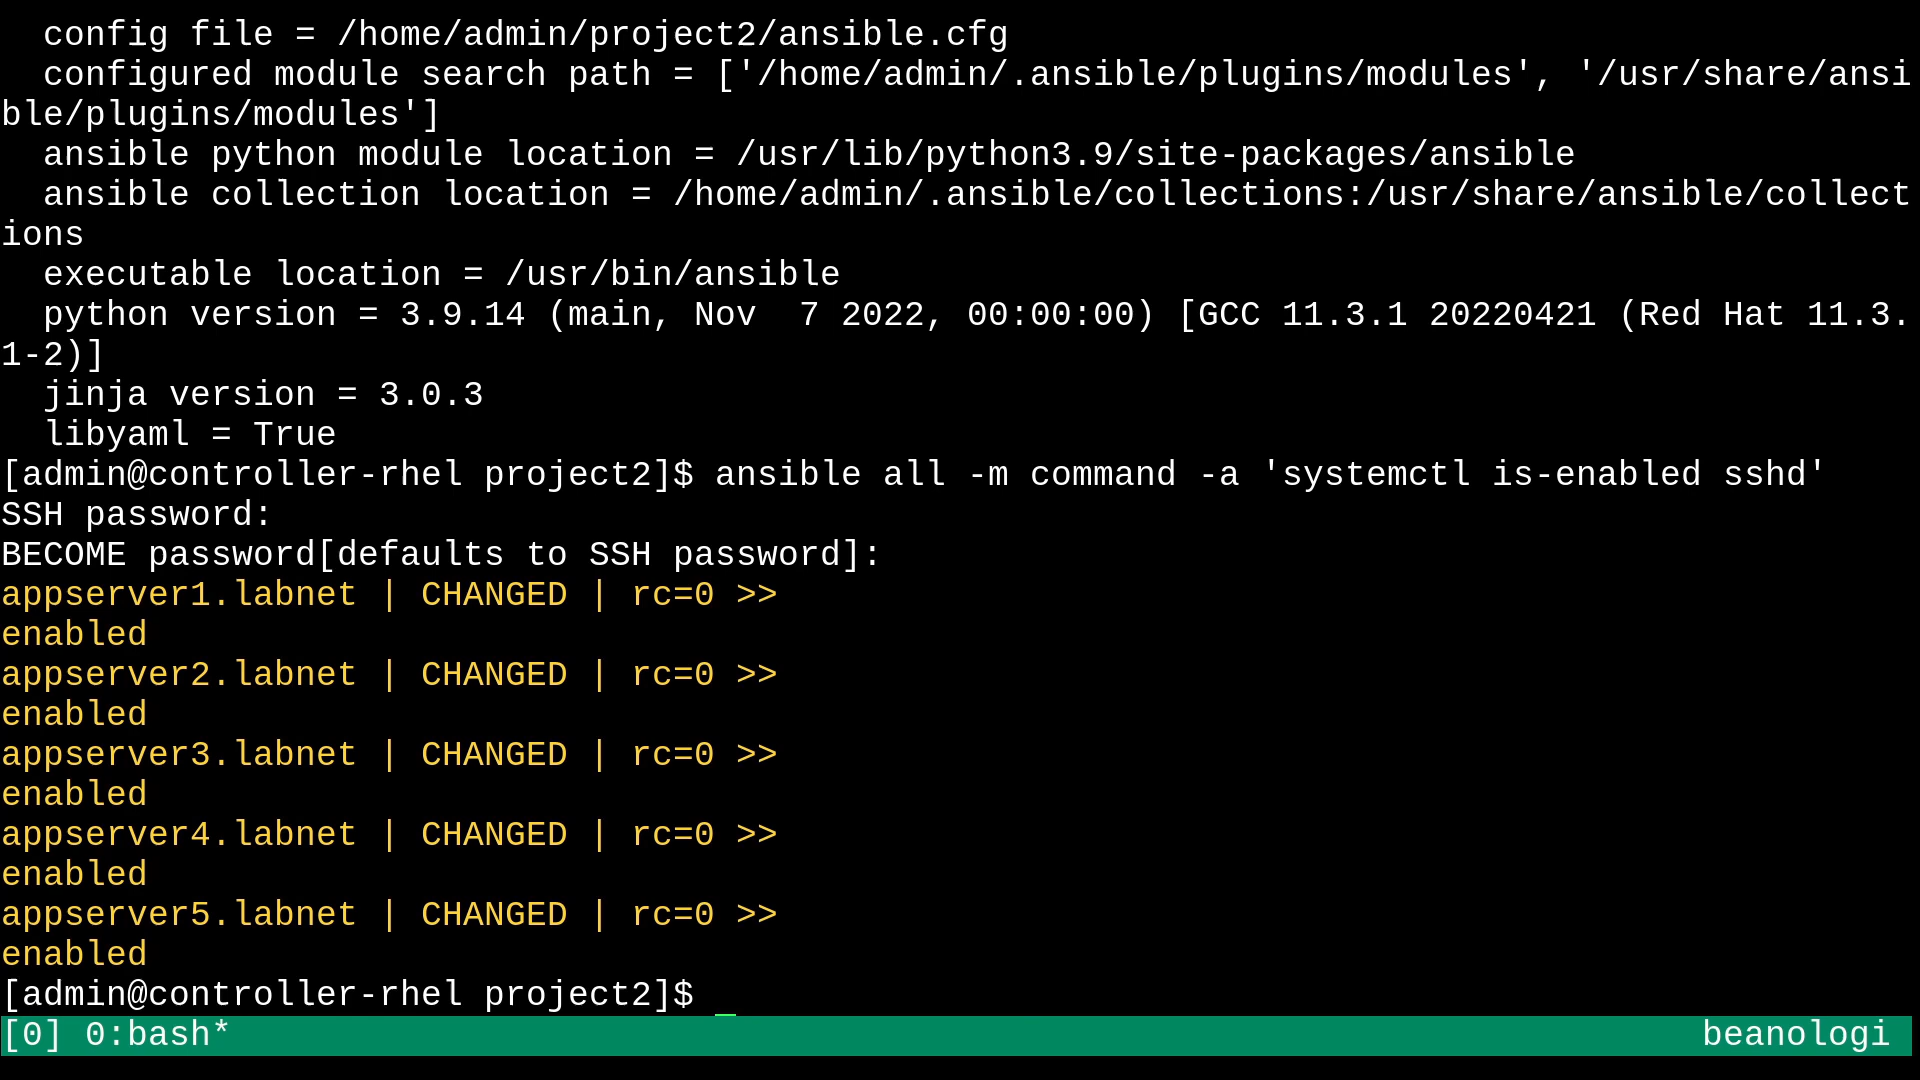 config file = /home/admin/project2/ansible.cfg
configured module search path = ['/home/admin/.ansible/plugins/modules', '/usr/share/ansi
ble/plugins/modules']
ansible python module location = /usr/lib/python3.9/site-packages/ansible
ansible collection location = /home/admin/.ansible/collections:/usr/share/ansible/collect
ions
executable location = /usr/bin/ansible
python version = 3.9.14 (main, Nov  7 2022, 00:00:00) [GCC 11.3.1 20220421 (Red Hat 11.3.
1-2)]
jinja version = 3.0.3
libyaml = True
[admin@controller-rhel project2]$ ansible all -m command -a 'systemctl is-enabled sshd'
SSH password:
BECOME password[defaults to SSH password]:
appserver1.labnet | CHANGED | rc=0 >>
enabled
appserver2.labnet | CHANGED | rc=0 >>
enabled
appserver3.labnet | CHANGED | rc=0 >>
enabled
appserver4.labnet | CHANGED | rc=0 >>
enabled
appserver5.labnet | CHANGED | rc=0 >>
enabled
[admin@controller-rhel project2]$
[0] 0:bash* beanologi